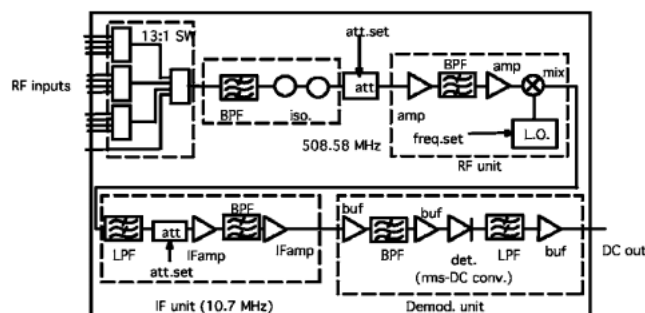 13:1 SW
att.set
RF inputs
att
amp
BPF
amp
mix
BPF
iso.
508.58 MHz
freq.set
L.O.
RF unit
LPF
att
att.set
IFamp
BPF
IFamp
IF unit (10.7 MHz)
buf
BPF
buf
det.
(rms-DC conv.)
LPF
buf
DC out
Demod. unit